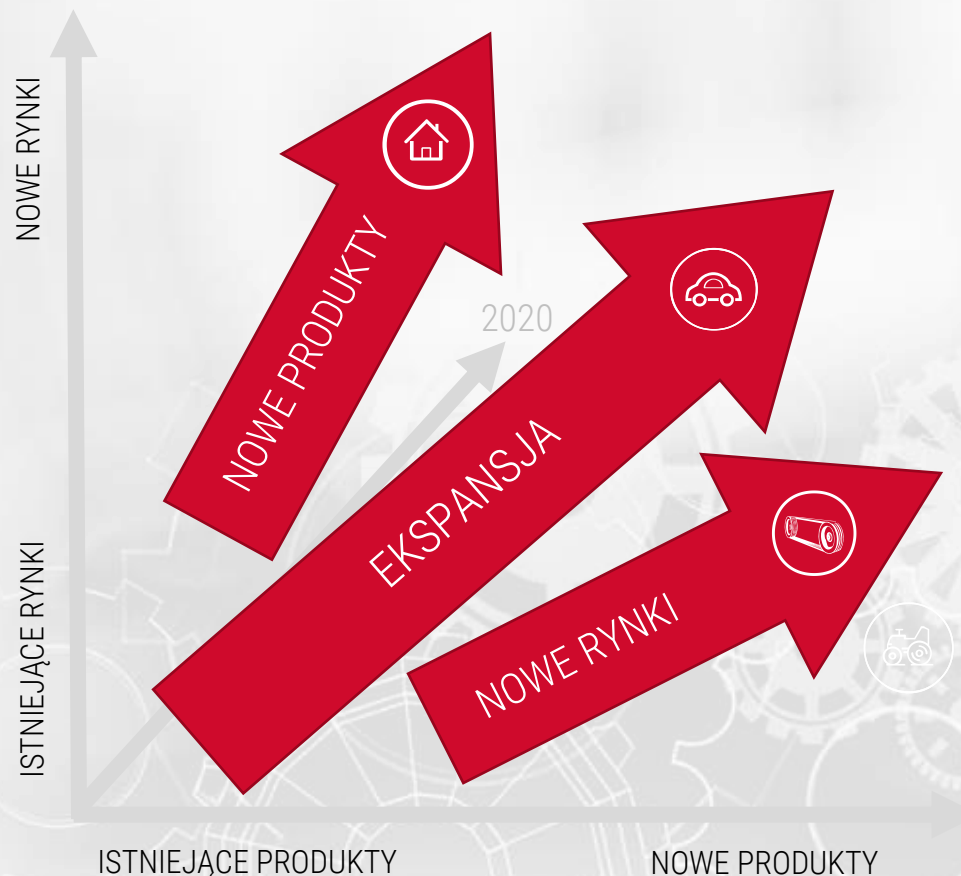 NOWE RYNKI
ISTNIEJĄCE RYNKI
NOWE PRODUKTY
2020
EKSPANSJA
NOWE RYNKI
ISTNIEJĄCE PRODUKTY
NOWE PRODUKTY